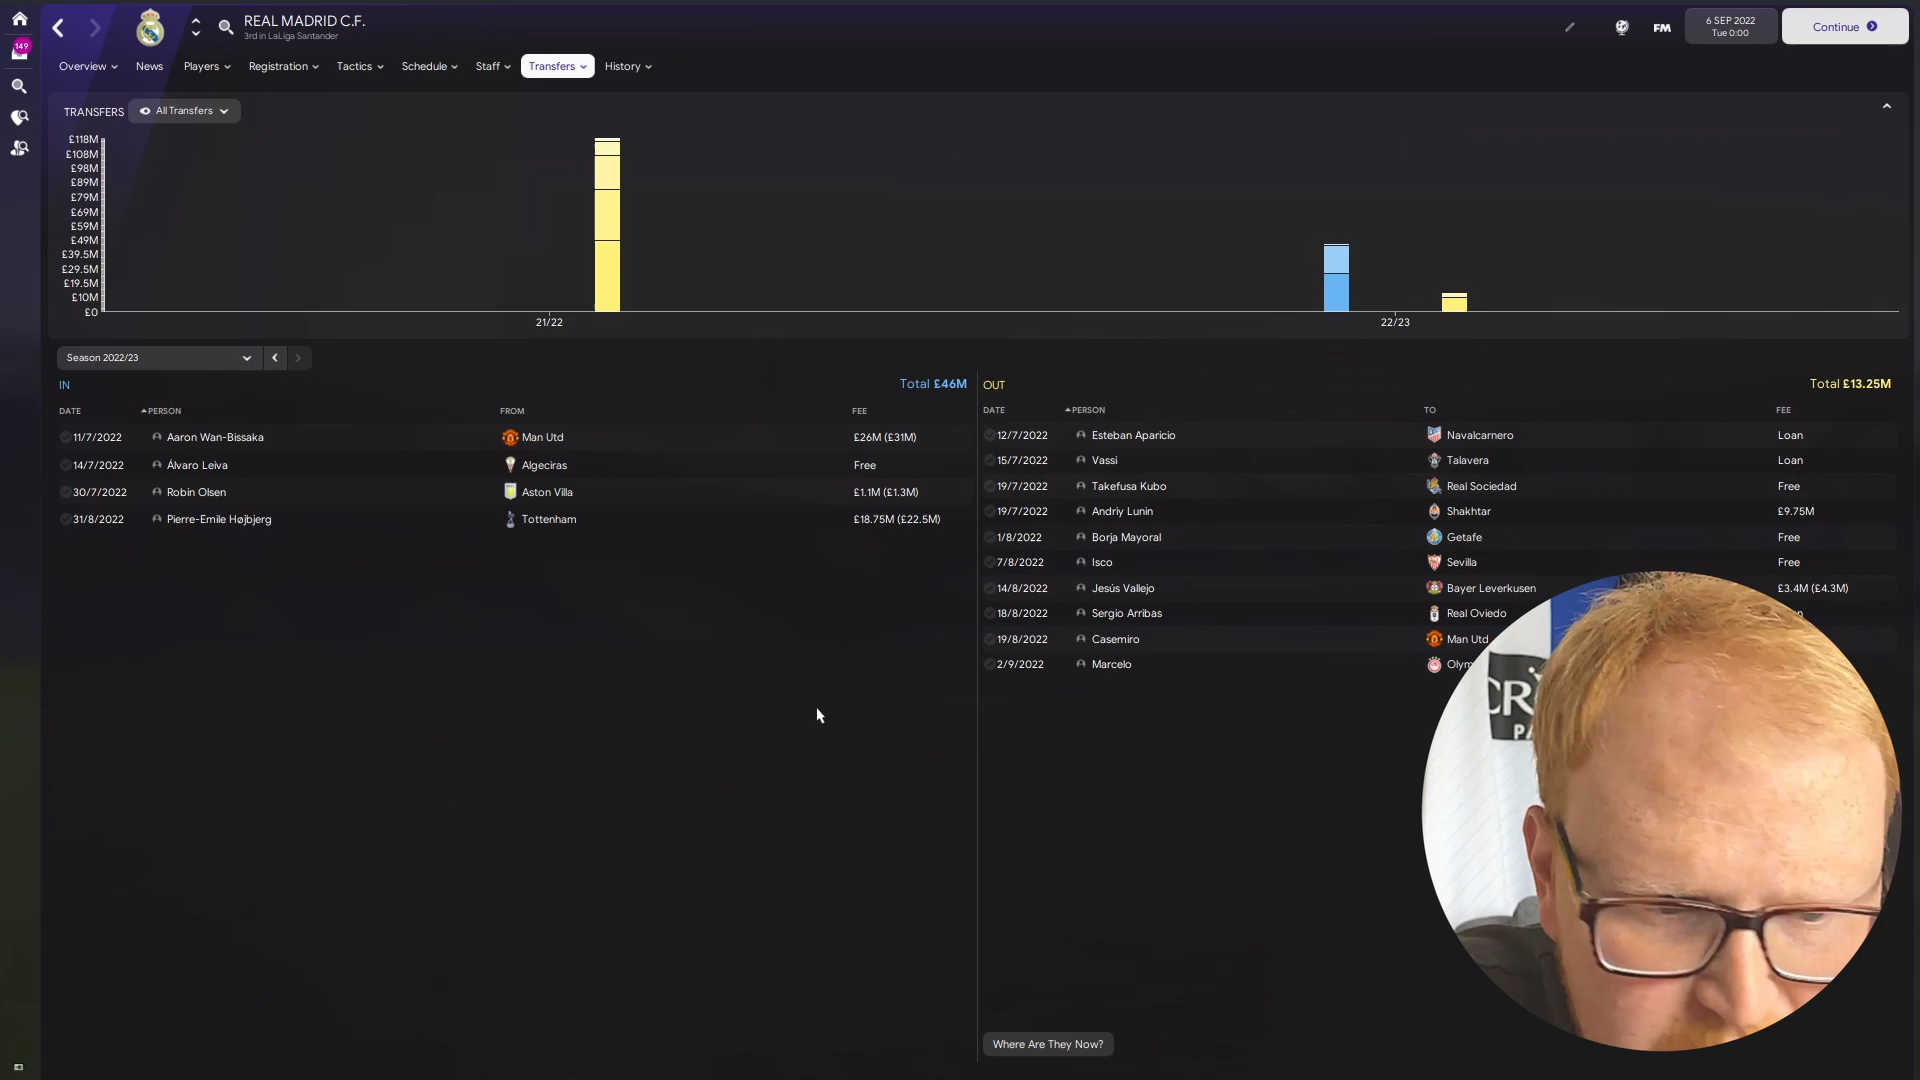 149
REAL MADRID C.F.
3rd in LaLiga Santander
FM
6 SEP 2022
Tue 0:00
Continue
Overview
News
Players
Registration
Tactics
Schedule
Staff
Transfers
History
TRANSFERS
All Transfers
£118M
£108M
£98M
£89M
£79M
£69M
£59M
£49M
£39.5M
£29.5M
£19.5M
£10M
£0
21/22
22/23
Season 2022/23
IN
Total £46M
DATE PERSON FROM FEE
11/7/2022 Aaron Wan-Bissaka Man Utd £26M (£31M)
14/7/2022 Álvaro Leiva Algeciras Free
30/7/2022 Robin Olsen Aston Villa £1.1M (£1.3M)
31/8/2022 Pierre-Emile Højbjerg Tottenham £18.75M (£22.5M)
OUT
Total £13.25M
DATE PERSON TO FEE
12/7/2022 Esteban Aparicio Navalcarnero Loan
15/7/2022 Vassi Talavera Loan
19/7/2022 Takefusa Kubo Real Sociedad Free
19/7/2022 Andriy Lunin Shakhtar £9.75M
1/8/2022 Borja Mayoral Getafe Free
7/8/2022 Isco Sevilla Free
14/8/2022 Jesús Vallejo Bayer Leverkusen £3.4M (£4.3M)
18/8/2022 Sergio Arribas Real Oviedo
19/8/2022 Casemiro Man Utd
2/9/2022 Marcelo
Where Are They Now?